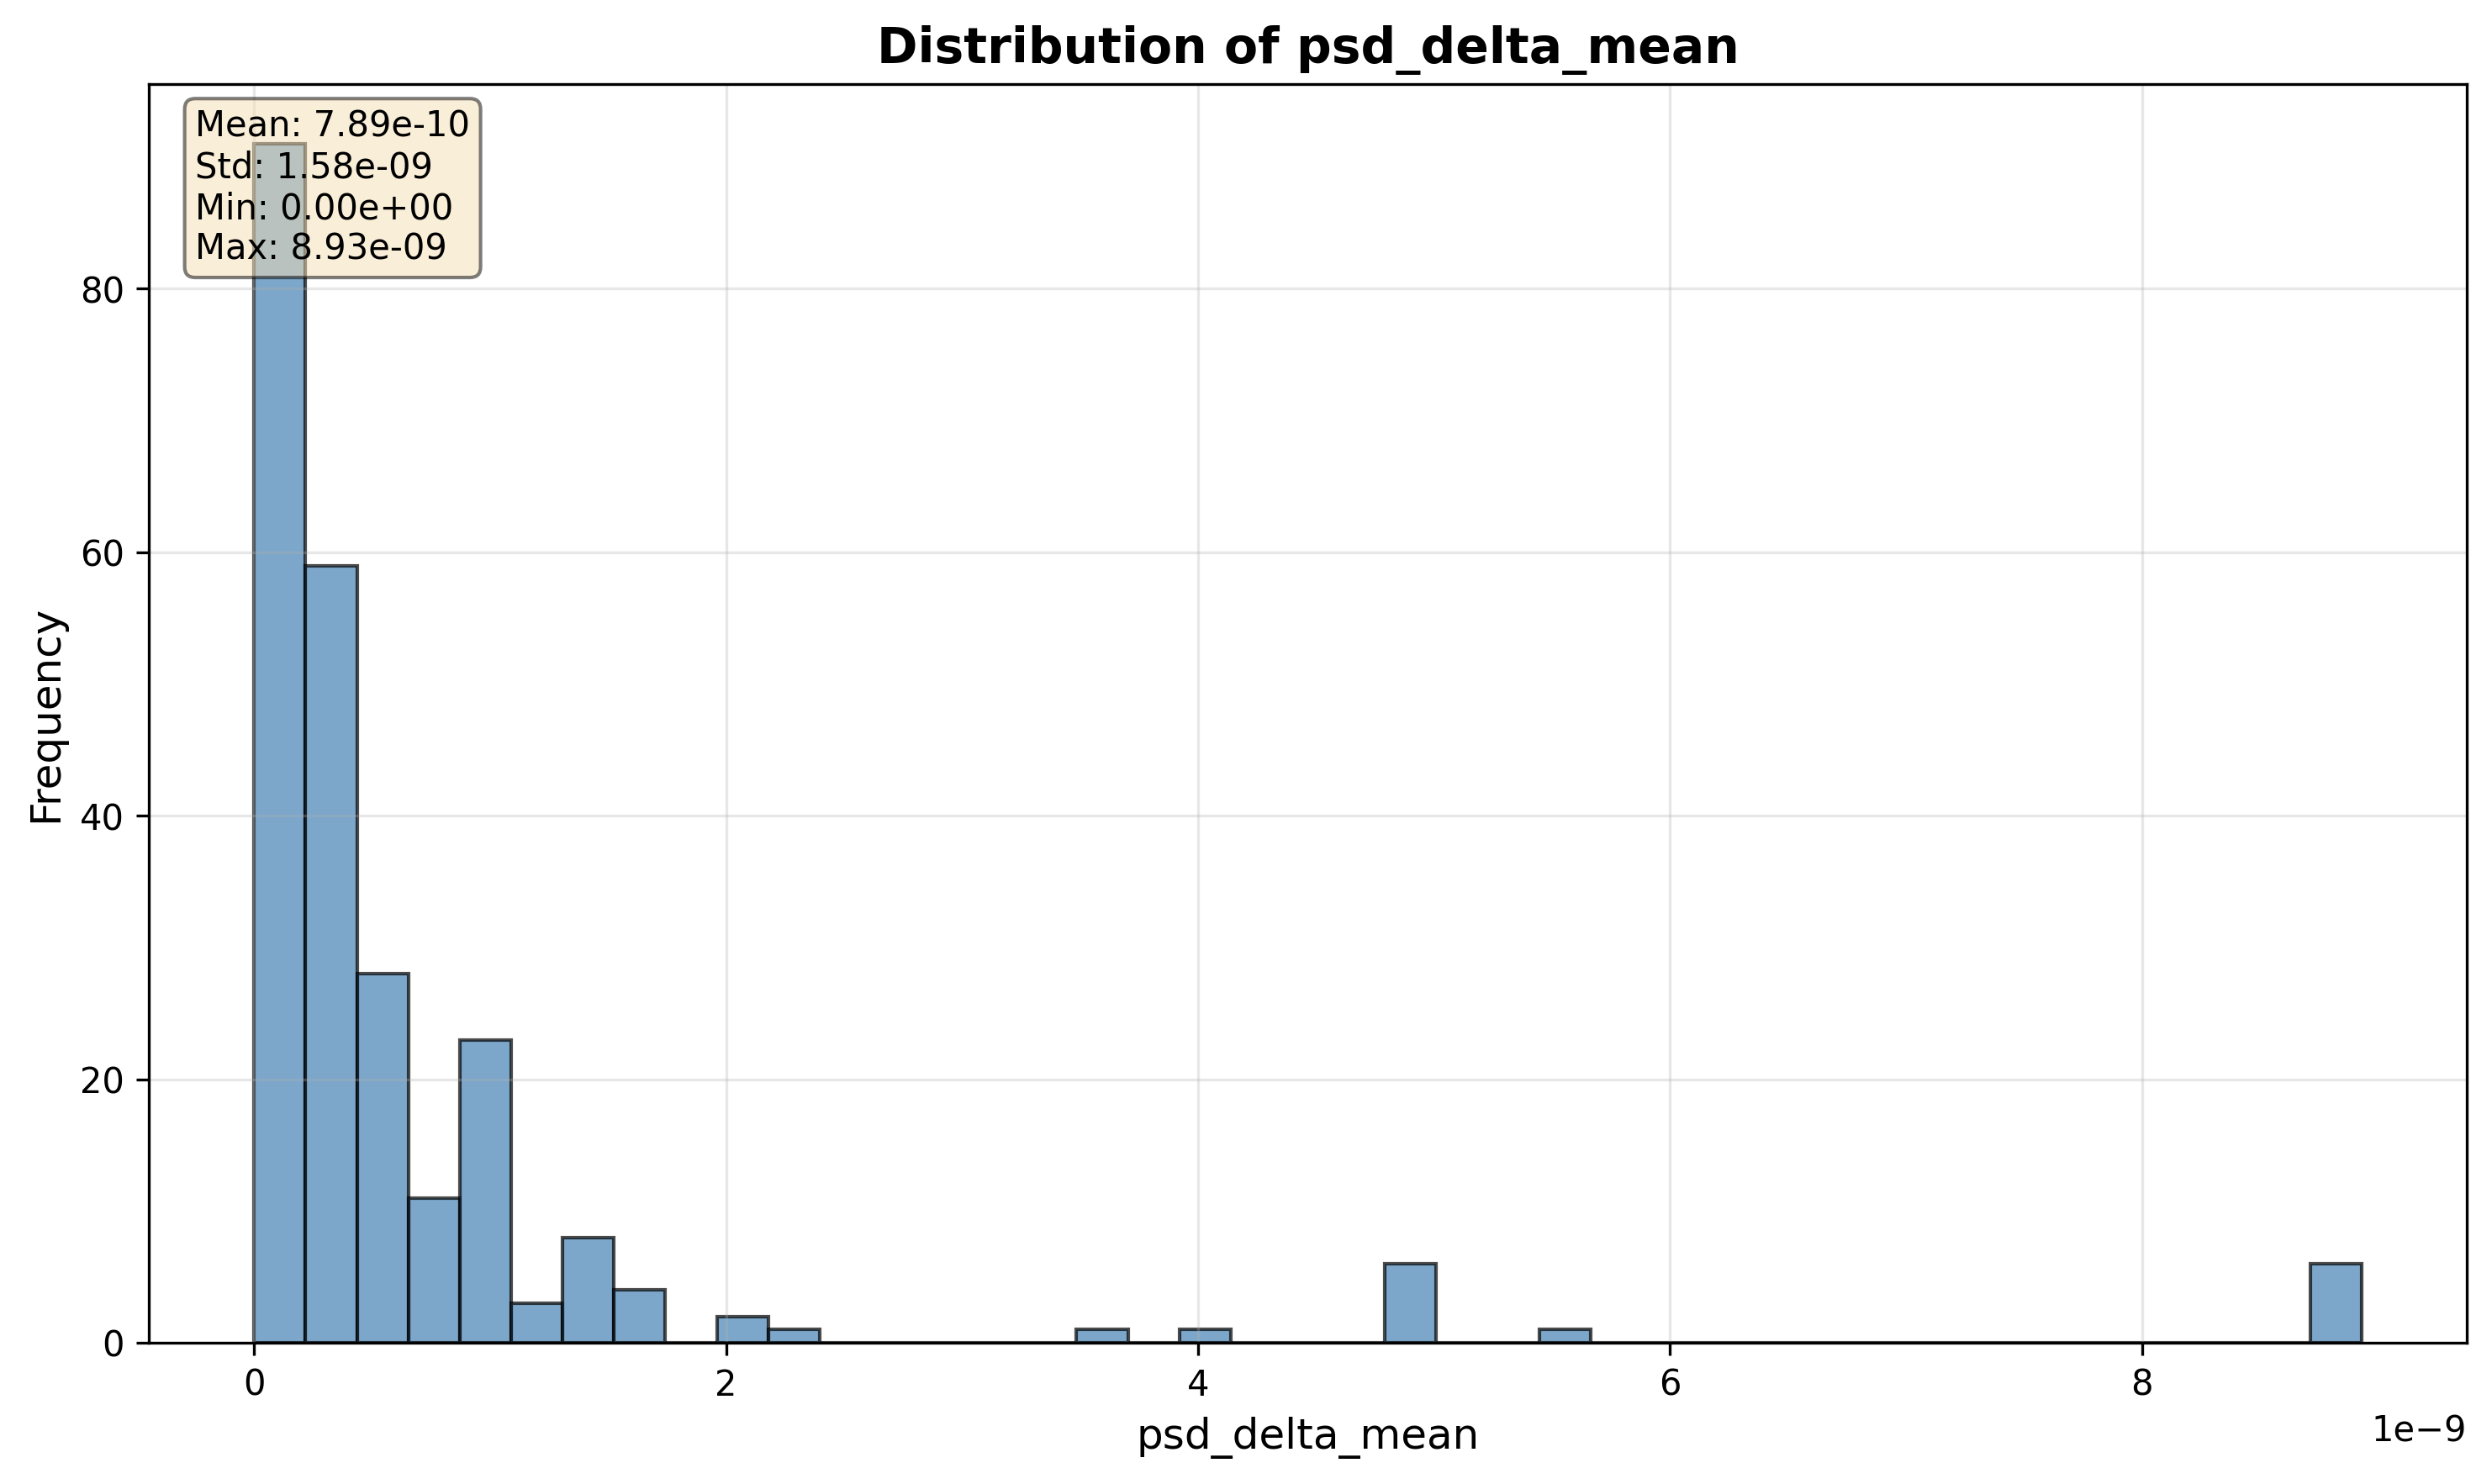 Distribution of psd_delta_mean
Mean: 7.89e-10
Std: 1.58e-09
Min: 0.00e+00
Max: 8.93e-09
80
60
40
20
0
Frequency
0 2 4 6 8
1e−9
psd_delta_mean